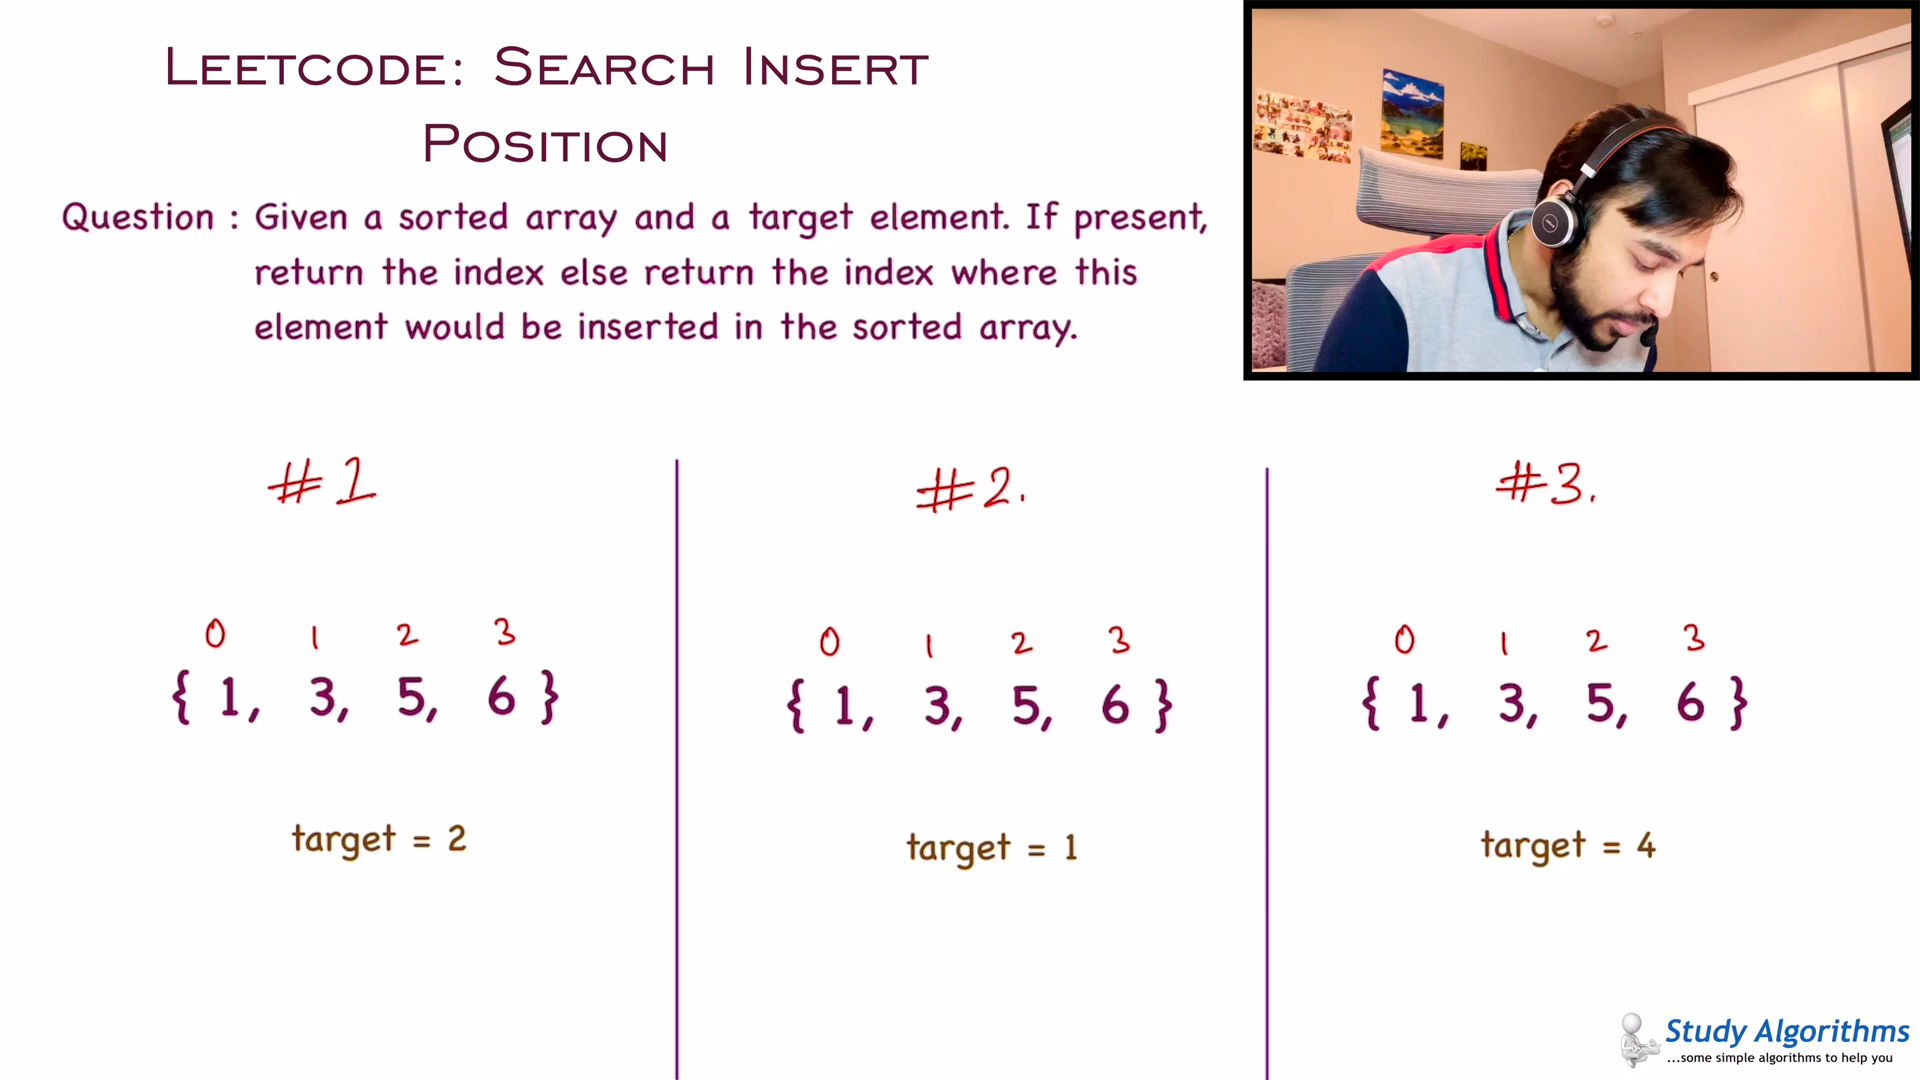 LEETCODE: SEARCH INSERT
POSITION
Question : Given a sorted array and a target element. If present,
return the index else return the index where this
element would be inserted in the sorted array.
#1
0 1 2 3
{ 1, 3, 5, 6 }
target = 2
#2.
0 1 2 3
{ 1, 3, 5, 6 }
target = 1
#3.
0 1 2 3
{ 1, 3, 5, 6 }
target = 4
Study Algorithms
...some simple algorithms to help you